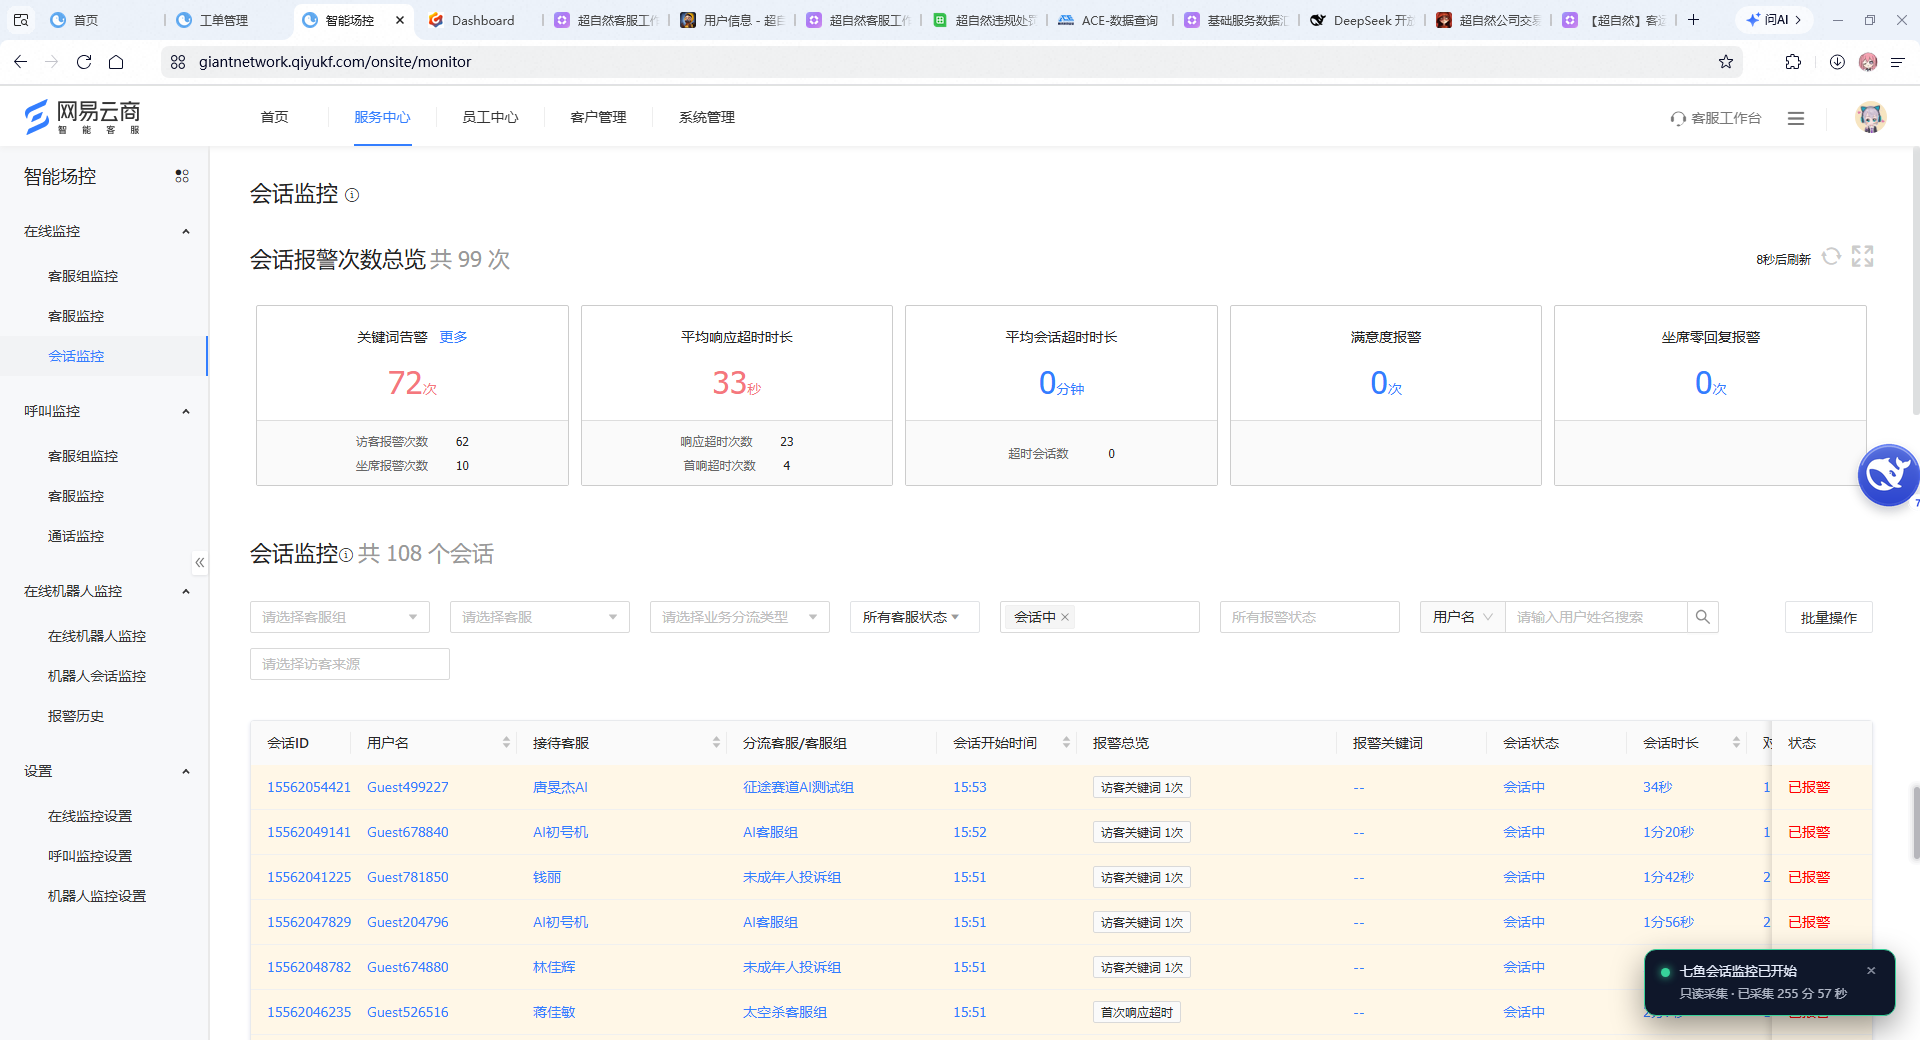 首页
工单管理
智能场控
Dashboard
超自然客服工作
用户信息 - 超自
超自然客服工作
超自然违规处罚
ACE-数据查询
基础服务数据汇
DeepSeek 开放
超自然公司交易
【超自然】客运
问AI
giantnetwork.qiyukf.com/onsite/monitor
网易云商
智能客服
首页
服务中心
员工中心
客户管理
系统管理
客服工作台
智能场控
在线监控
客服组监控
客服监控
会话监控
呼叫监控
客服组监控
客服监控
通话监控
在线机器人监控
在线机器人监控
机器人会话监控
报警历史
设置
在线监控设置
呼叫监控设置
机器人监控设置
会话监控
会话报警次数总览 共 99 次
8秒后刷新
关键词告警 更多
72次
访客报警次数 62
坐席报警次数 10
平均响应超时时长
33秒
响应超时次数 23
首响超时次数 4
平均会话超时时长
0分钟
超时会话数 0
满意度报警
0次
坐席零回复报警
0次
会话监控 共 108 个会话
请选择客服组
请选择客服
请选择业务分流类型
所有客服状态
会话中
所有报警状态
用户名
请输入用户姓名搜索
批量操作
请选择访客来源
会话ID 用户名 接待客服 分流客服/客服组 会话开始时间 报警总览 报警关键词 会话状态 会话时长 对 状态
15562054421 Guest499227 唐旻杰AI 征途赛道AI测试组 15:53 访客关键词 1次 -- 会话中 34秒 1 已报警
15562049141 Guest678840 AI初号机 AI客服组 15:52 访客关键词 1次 -- 会话中 1分20秒 1 已报警
15562041225 Guest781850 钱丽 未成年人投诉组 15:51 访客关键词 1次 -- 会话中 1分42秒 2 已报警
15562047829 Guest204796 AI初号机 AI客服组 15:51 访客关键词 1次 -- 会话中 1分56秒 2 已报警
15562048782 Guest674880 林佳辉 未成年人投诉组 15:51 访客关键词 1次 -- 会话中
15562046235 Guest526516 蒋佳敏 太空杀客服组 15:51 首次响应超时 -- 会话中
七鱼会话监控已开始
只读采集 · 已采集 255 分 57 秒